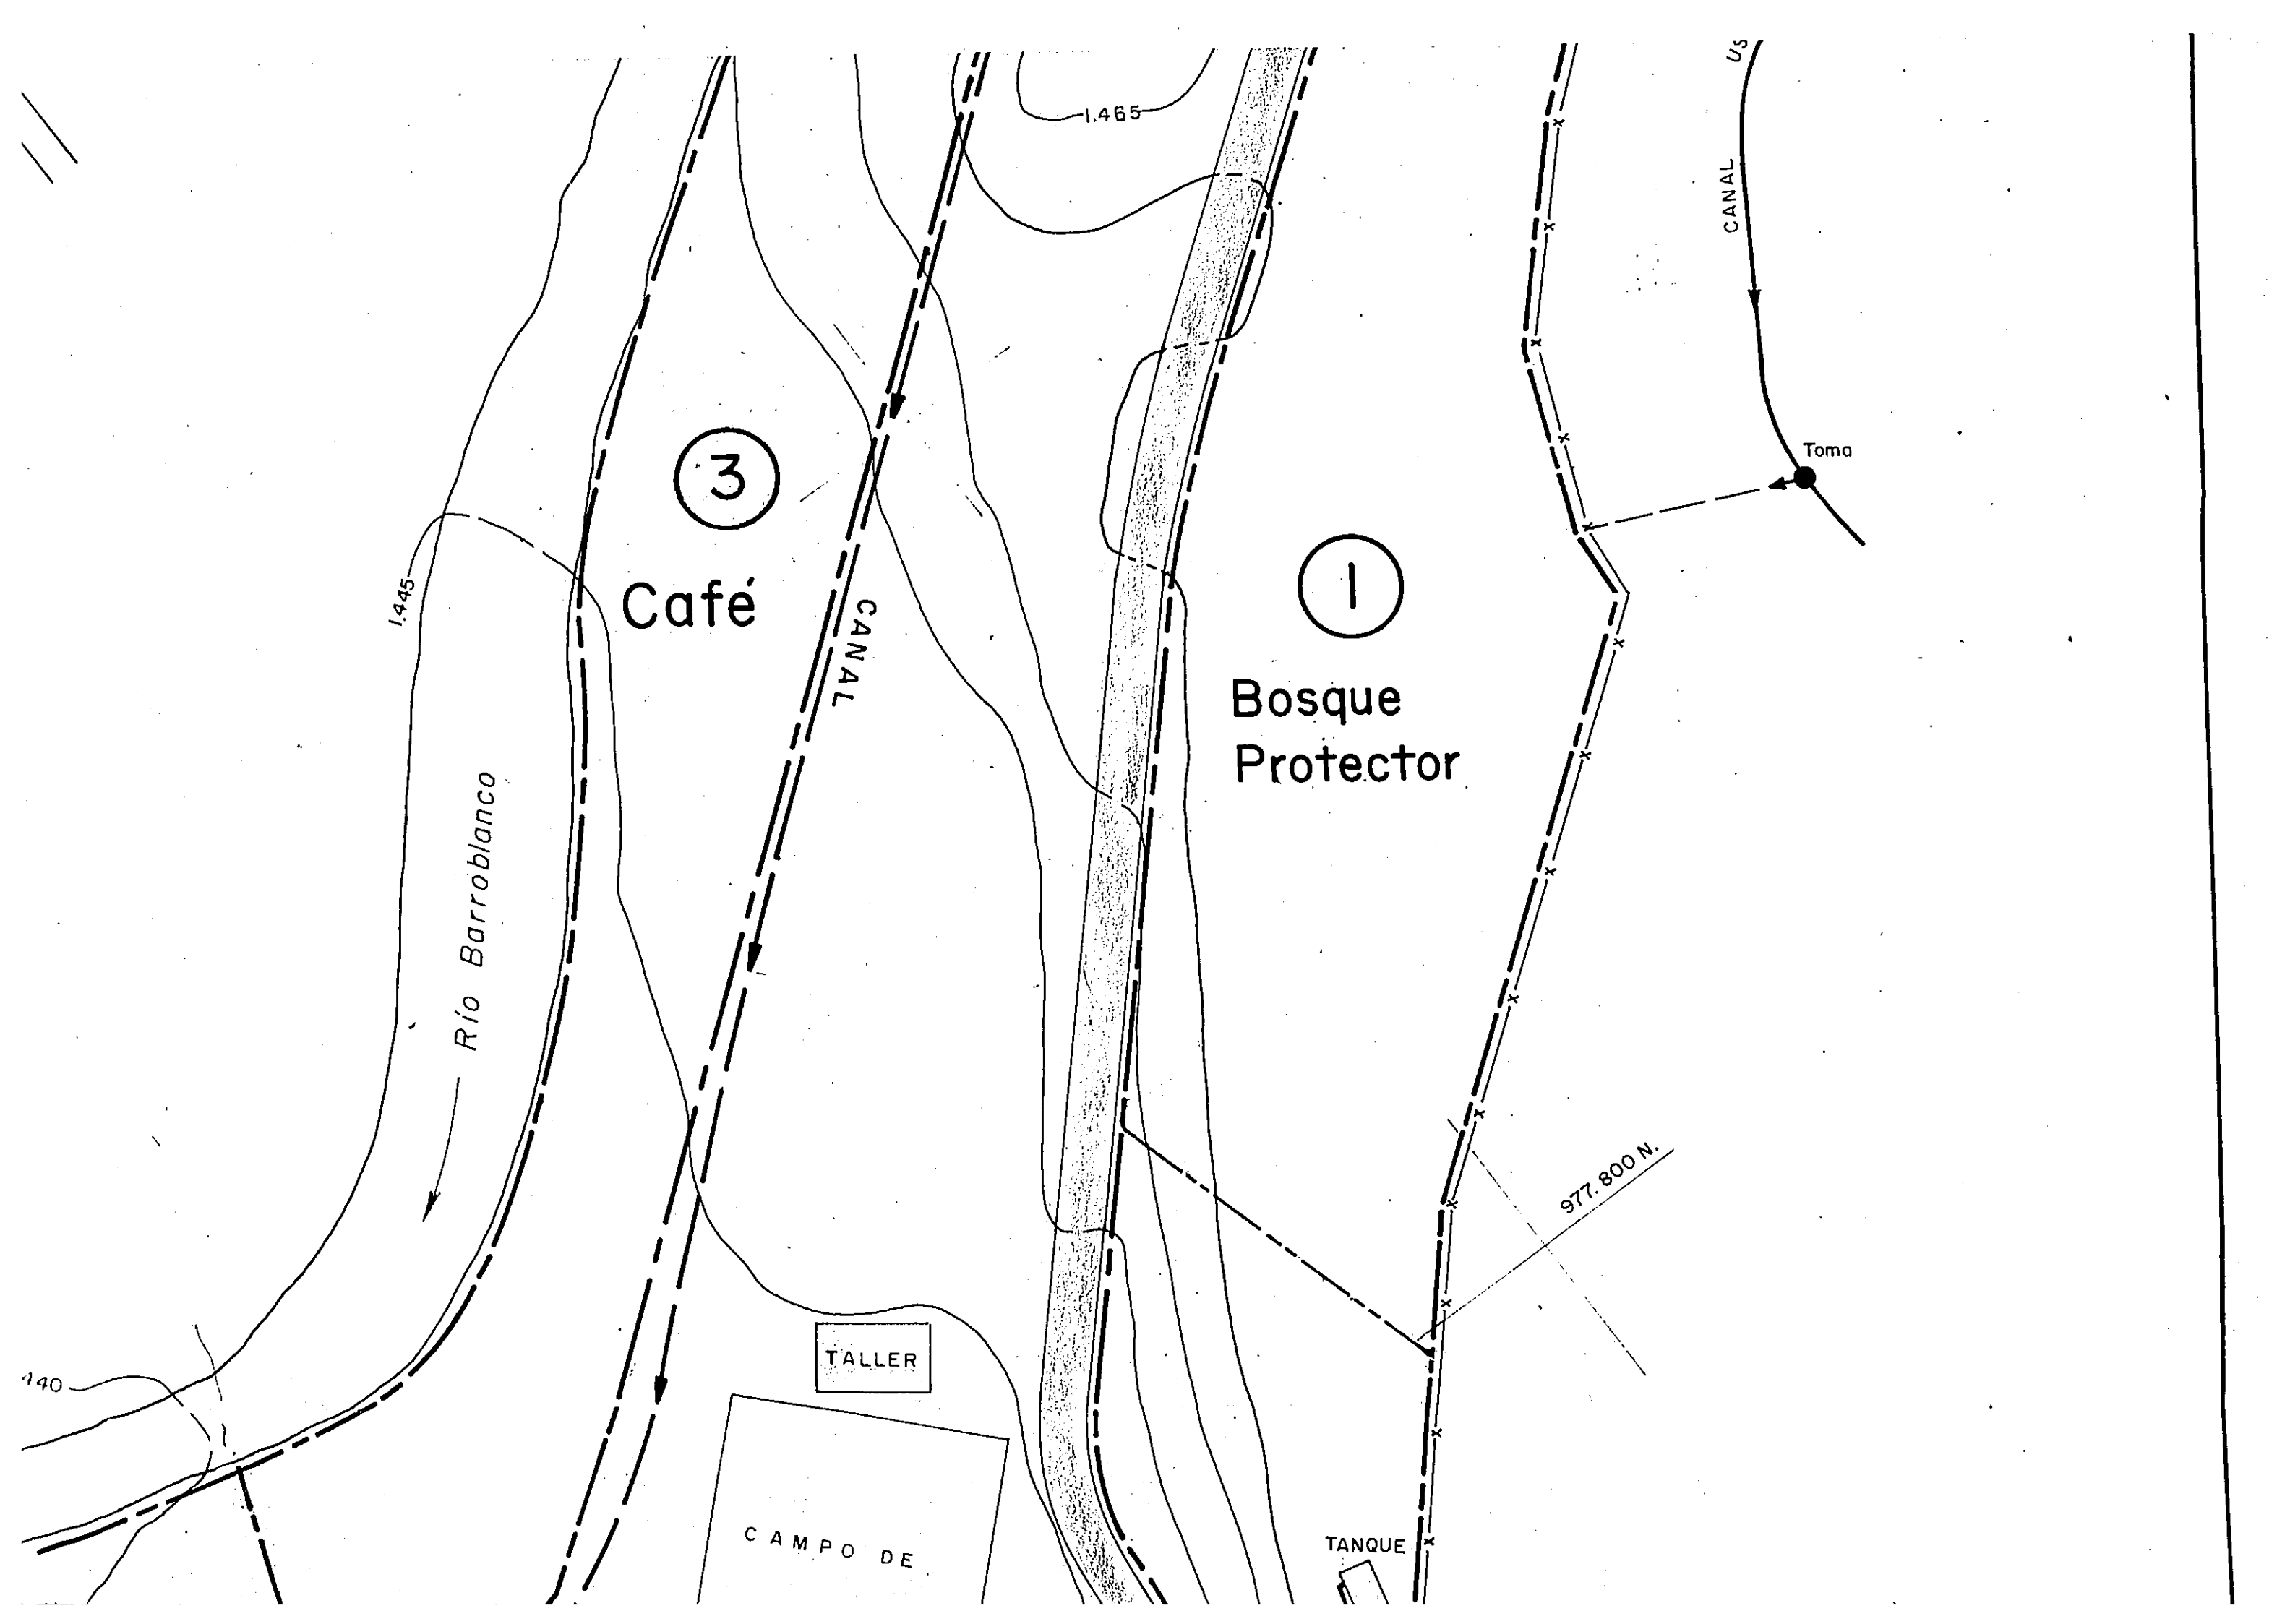 US
1.465
CANAL
Toma
3
Café
1.445
CANAL
1
Bosque
Protector
Río Barroblanco
977.800 N.
TALLER
140
CAMPO DE
TANQUE